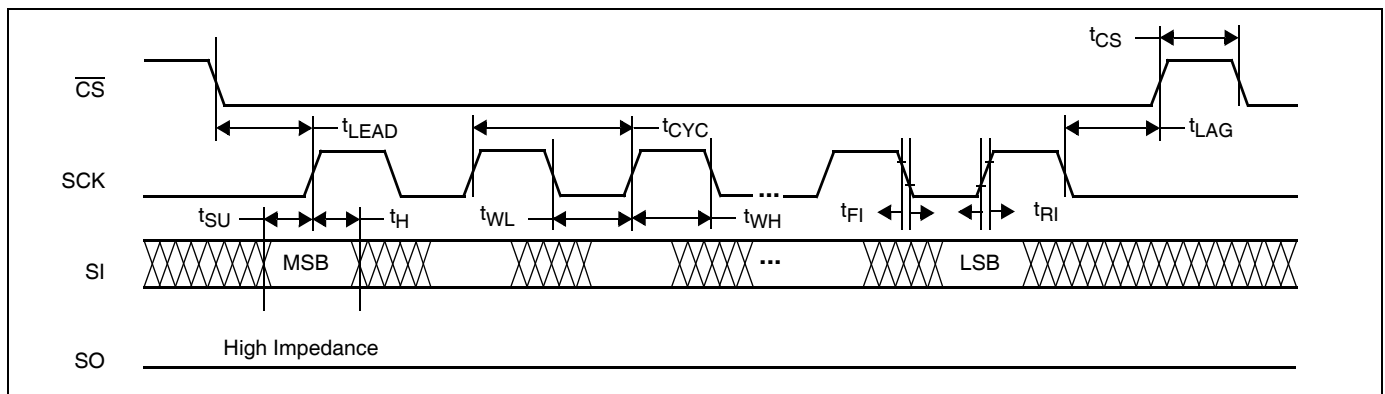 tCS
CS
tLEAD
tCYC
tLAG
SCK
...
tSU
tH
tWL
tWH
tFI
tRI
SI
MSB
...
LSB
High Impedance
SO